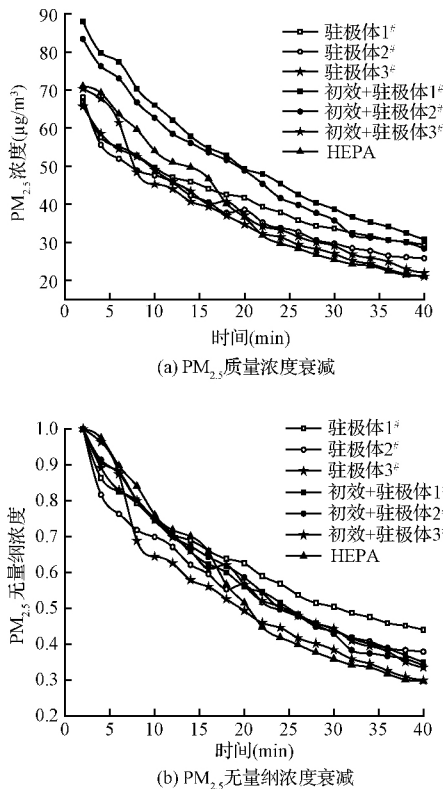 90
80
70
60
50
40
30
20
PM2.5浓度(μg/m³)
驻极体1#
驻极体2#
驻极体3#
初效+驻极体1#
初效+驻极体2#
初效+驻极体3#
HEPA
0 5 10 15 20 25 30 35 40
时间(min)
(a) PM2.5质量浓度衰减
1.0
0.9
0.8
0.7
0.6
0.5
0.4
0.3
0.2
PM2.5无量纲浓度
驻极体1#
驻极体2#
驻极体3#
初效+驻极体1#
初效+驻极体2#
初效+驻极体3#
HEPA
0 5 10 15 20 25 30 35 40
时间(min)
(b) PM2.5无量纲浓度衰减